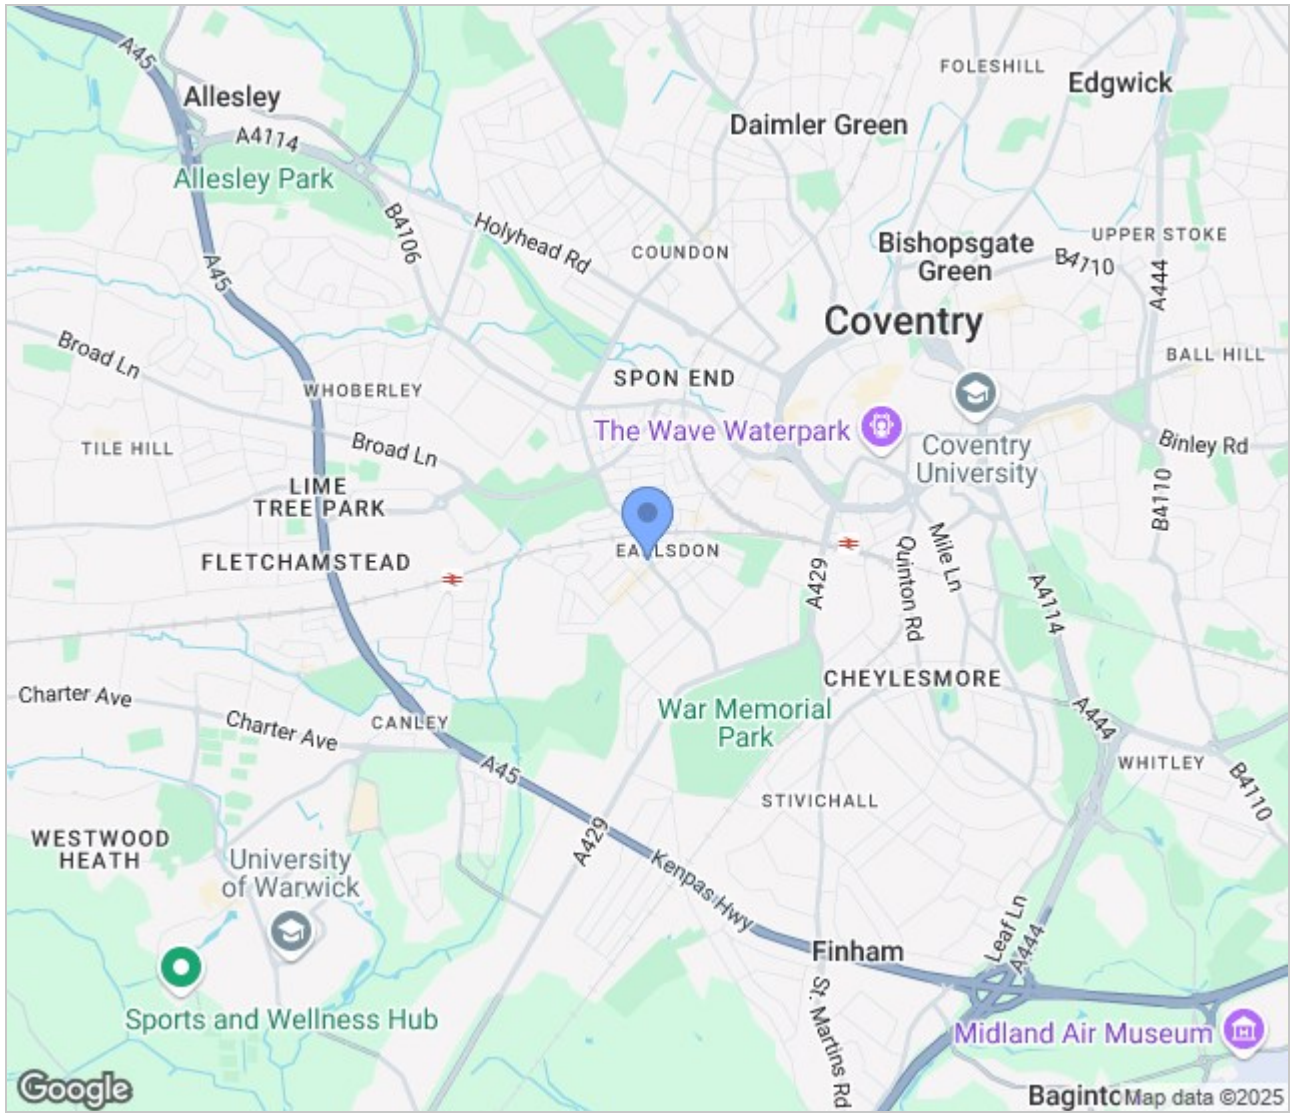 FOLESHILL
Edgwick
A45
Allesley
Daimler Green
A4114
Allesley Park
B4106
Holyhead Rd
COUNDON
Bishopsgate
Green
UPPER STOKE
B4110
A444
A45
Coventry
Broad Ln
BALL HILL
WHOBERLEY
SPON END
The Wave Waterpark
Coventry
University
Binley Rd
TILE HILL
Broad Ln
LIME
TREE PARK
B4110
FLETCHAMSTEAD
EARLSDON
A429
Quinton Rd
Mile Ln
A4114
CHEYLESMORE
Charter Ave
War Memorial
Park
CANLEY
Charter Ave
A444
WHITLEY
A45
B4110
STIVICHALL
WESTWOOD
HEATH
University
of Warwick
A429
Kenpas Hwy
Leaf Ln
A444
Finham
St. Martins Rd
Sports and Wellness Hub
Midland Air Museum
Google
Baginto
Map data ©2025